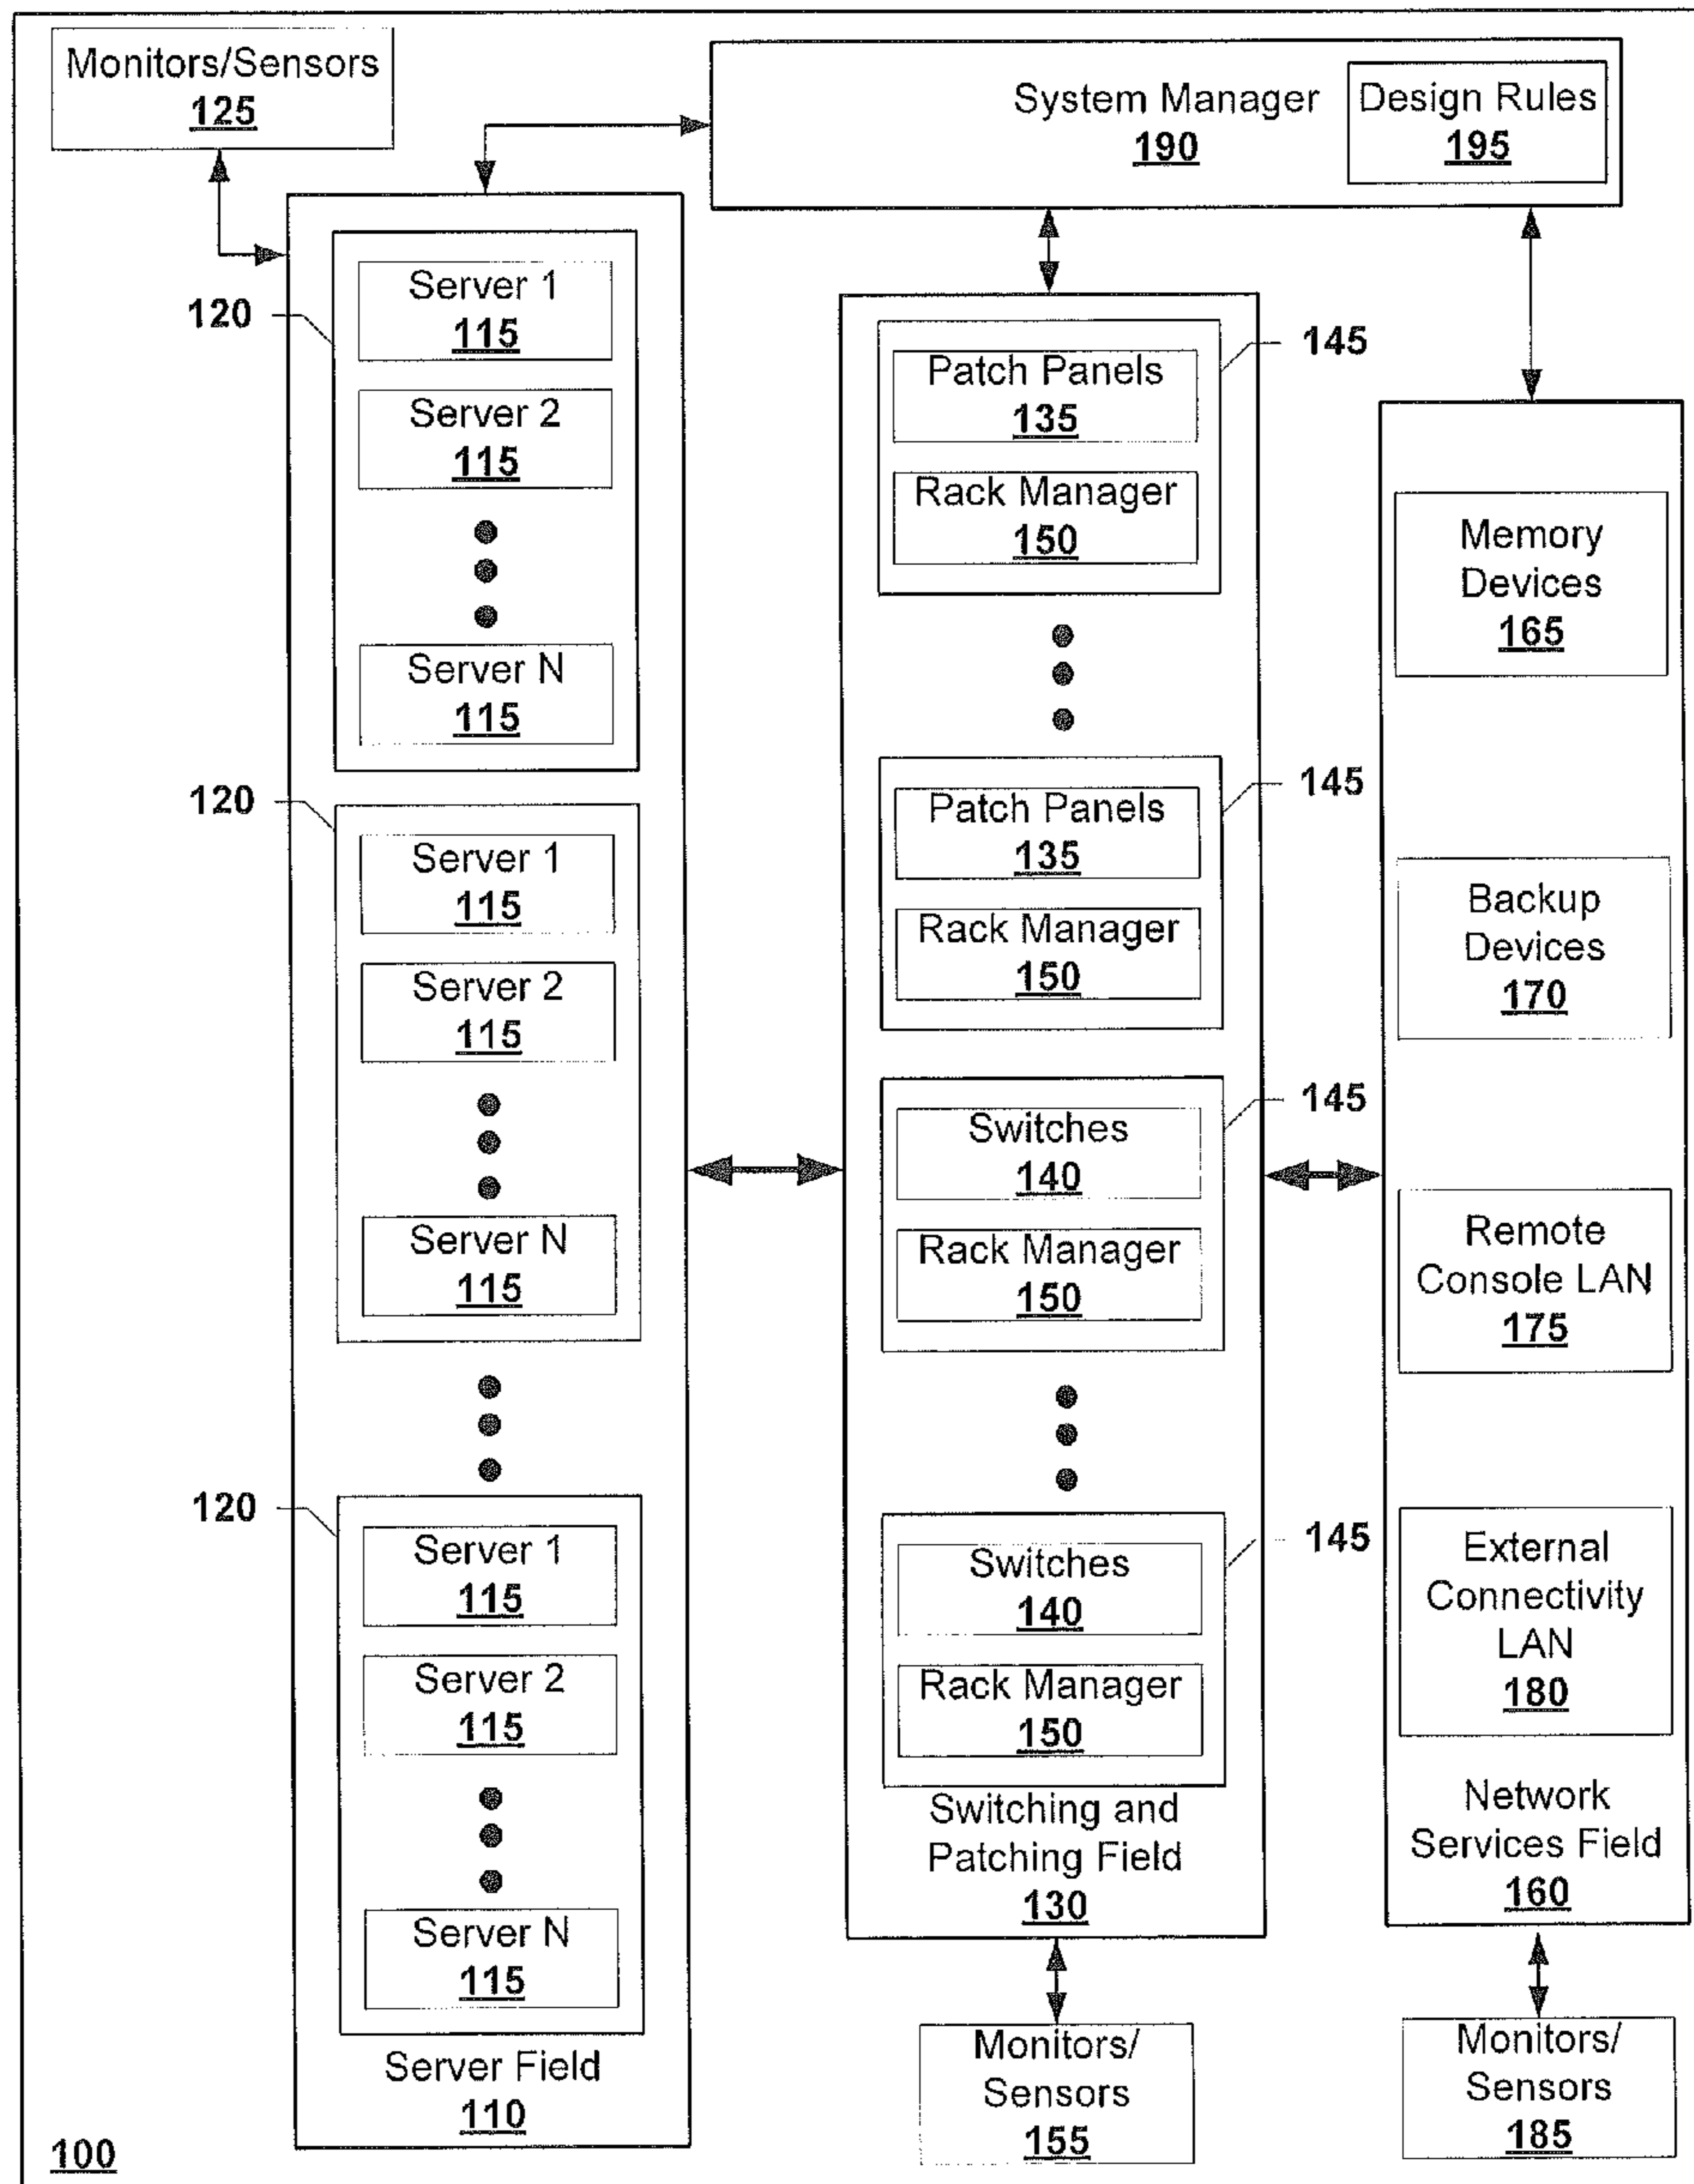 Monitors/Sensors
125
System Manager
190
Design Rules
195
120
Server 1
115
Server 2
115
Server N
115
120
Server 1
115
Server 2
115
Server N
115
120
Server 1
115
Server 2
115
Server N
115
Server Field
110
145
Patch Panels
135
Rack Manager
150
145
Patch Panels
135
Rack Manager
150
145
Switches
140
Rack Manager
150
145
Switches
140
Rack Manager
150
Switching and
Patching Field
130
Memory
Devices
165
Backup
Devices
170
Remote
Console LAN
175
External
Connectivity
LAN
180
Network
Services Field
160
Monitors/
Sensors
155
Monitors/
Sensors
185
100